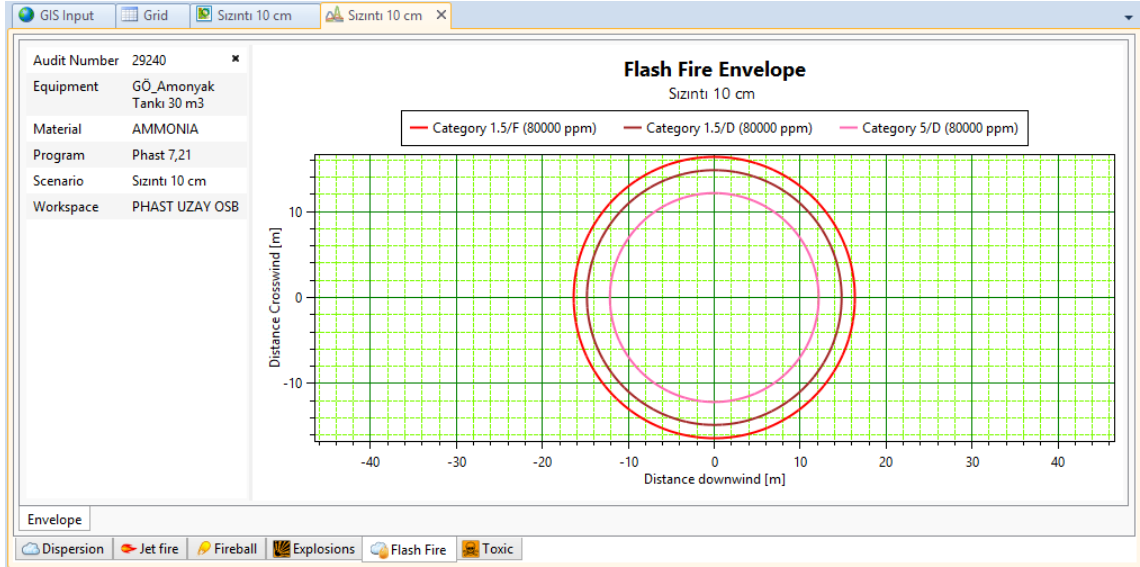 GIS Input Grid Sızıntı 10 cm Sızıntı 10 cm
Audit Number 29240
Equipment GÖ_Amonyak
Tankı 30 m3
Material AMMONIA
Program Phast 7,21
Scenario Sızıntı 10 cm
Workspace PHAST UZAY OSB
Flash Fire Envelope
Sızıntı 10 cm
Category 1.5/F (80000 ppm) Category 1.5/D (80000 ppm) Category 5/D (80000 ppm)
Distance Crosswind [m]
10
0
-10
-40 -30 -20 -10 0 10 20 30 40
Distance downwind [m]
Envelope
Dispersion Jet fire Fireball Explosions Flash Fire Toxic